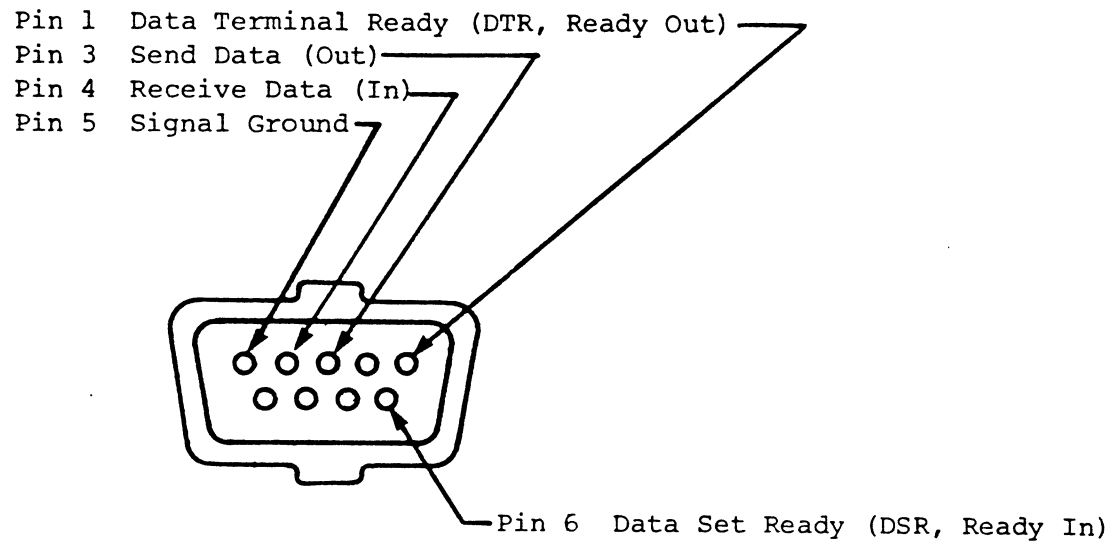 Pin 1 Data Terminal Ready (DTR, Ready Out)
Pin 3 Send Data (Out)
Pin 4 Receive Data (In)
Pin 5 Signal Ground
Pin 6 Data Set Ready (DSR, Ready In)